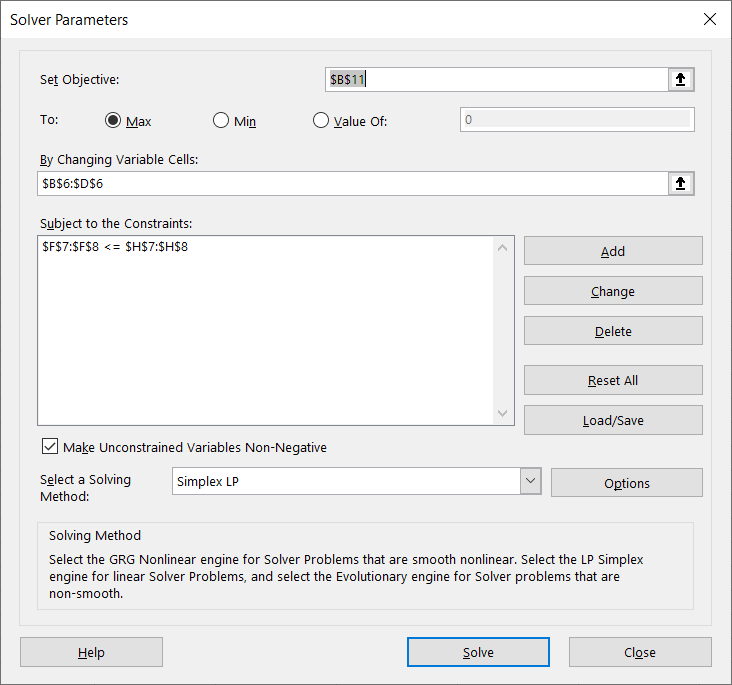 Solver Parameters
Set Objective:
$B$11
To:
Max
Min
Value Of:
0
By Changing Variable Cells:
$B$6:$D$6
Subject to the Constraints:
$F$7:$F$8 <= $H$7:$H$8
Add
Change
Delete
Reset All
Load/Save
Make Unconstrained Variables Non-Negative
Select a Solving
Method:
Simplex LP
Options
Solving Method
Select the GRG Nonlinear engine for Solver Problems that are smooth nonlinear. Select the LP Simplex
engine for linear Solver Problems, and select the Evolutionary engine for Solver problems that are
non-smooth.
Help
Solve
Close